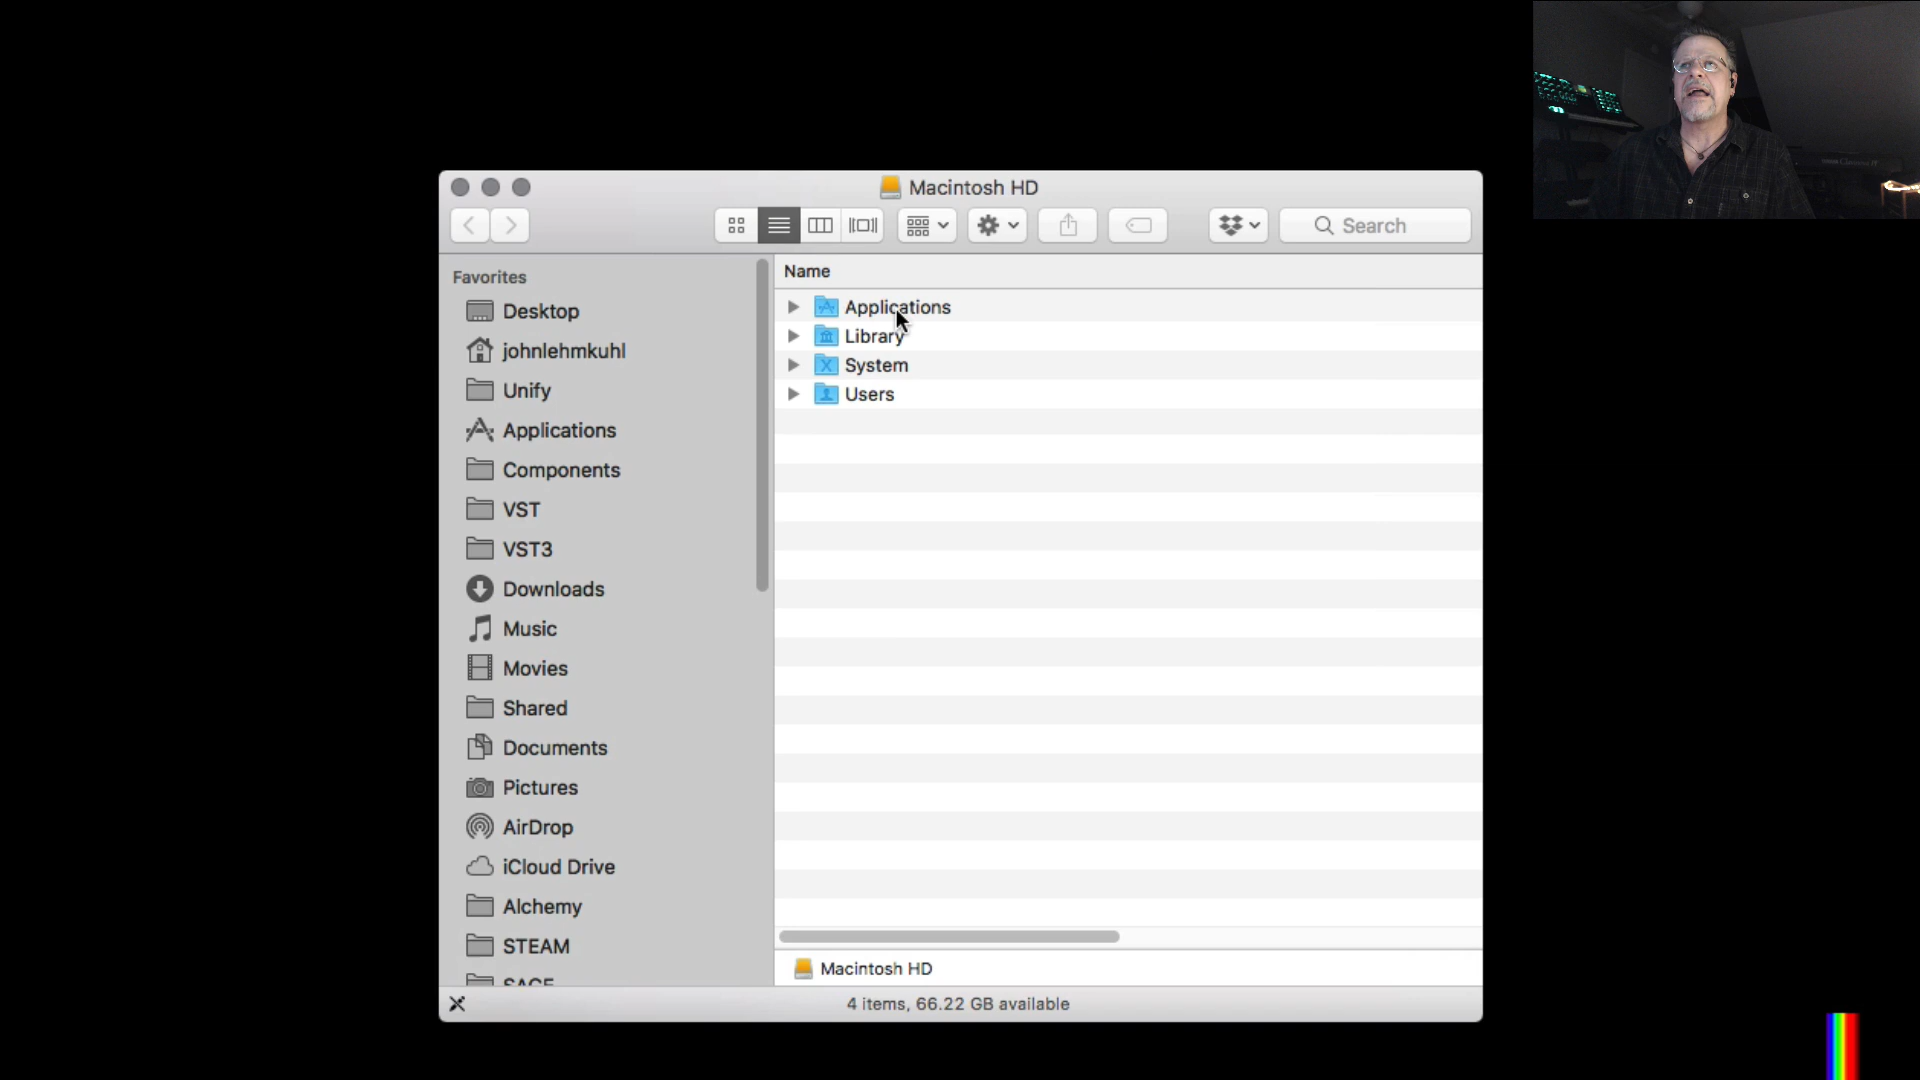 Macintosh HD
Search
Favorites
Desktop
johnlehmkuhl
Unify
Applications
Components
VST
VST3
Downloads
Music
Movies
Shared
Documents
Pictures
AirDrop
iCloud Drive
Alchemy
STEAM
SAGE
Name
Applications
Library
System
Users
Macintosh HD
4 items, 66.22 GB available